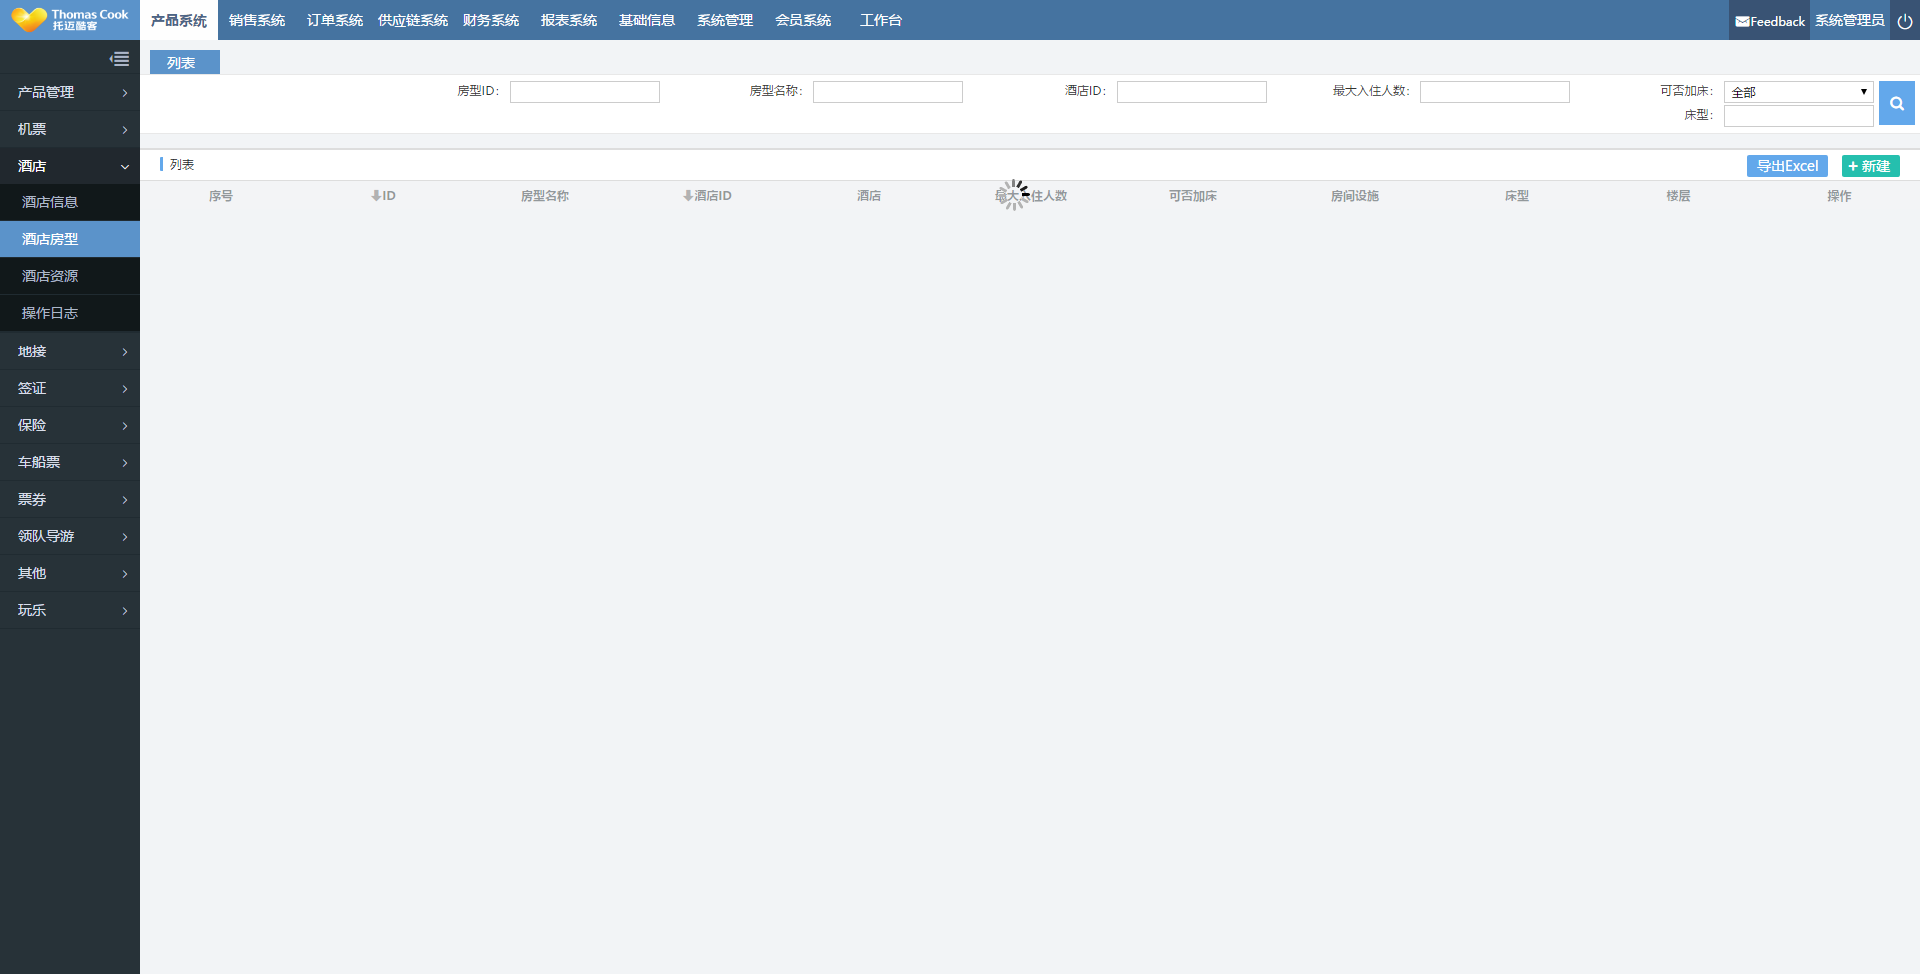 Thomas Cook
托迈酷客
产品系统 销售系统 订单系统 供应链系统 财务系统 报表系统 基础信息 系统管理 会员系统 工作台
Feedback 系统管理员
产品管理
机票
酒店
酒店信息
酒店房型
酒店资源
操作日志
地接
签证
保险
车船票
票券
领队导游
其他
玩乐
列表
房型ID: 房型名称: 酒店ID: 最大入住人数: 可否加床: 全部
床型:
列表
导出Excel + 新建
序号 ID 房型名称 酒店ID 酒店 最大 住人数 可否加床 房间设施 床型 楼层 操作